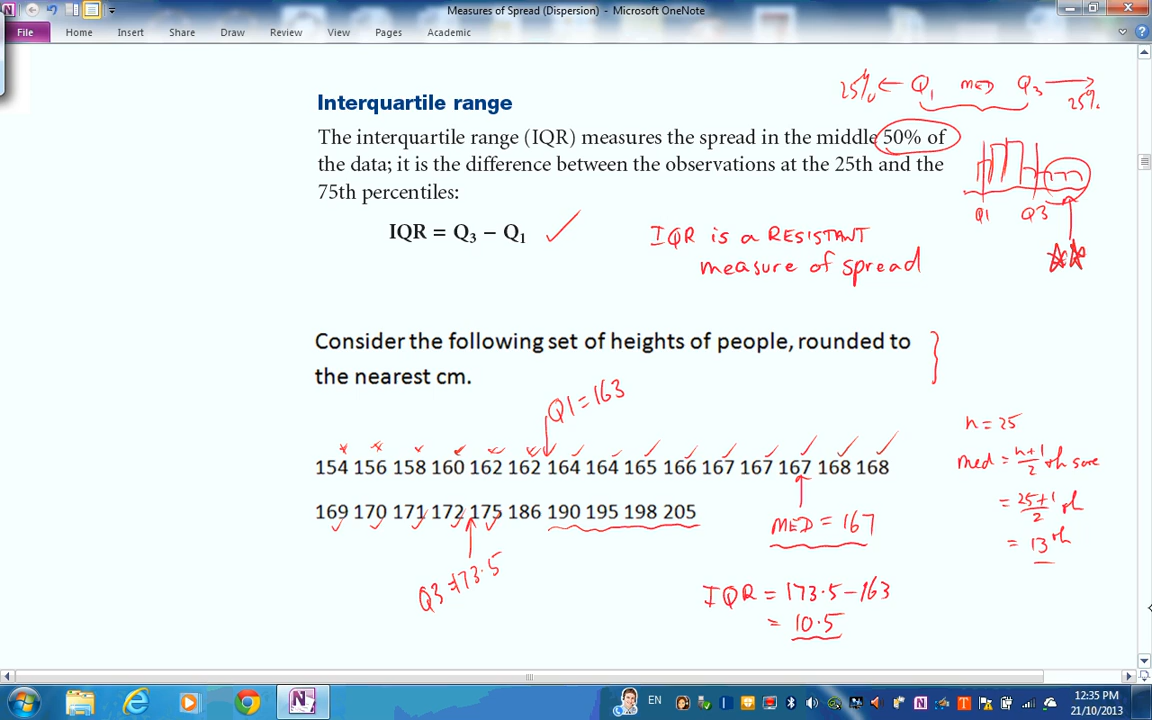 Measures of Spread (Dispersion) - Microsoft OneNote
File Home Insert Share Draw Review View Pages Academic
25% ← Q1 MED Q3 → 25%
Interquartile range
The interquartile range (IQR) measures the spread in the middle 50% of
the data; it is the difference between the observations at the 25th and the
75th percentiles:
Q1 Q3
IQR = Q₃ − Q₁
IQR is a RESISTANT
measure of spread
Consider the following set of heights of people, rounded to
the nearest cm.
Q1 = 163
154 156 158 160 162 162 164 164 165 166 167 167 167 168 168
169 170 171 172 175 186 190 195 198 205
MED = 167
Q3 = 173.5
IQR = 173.5 − 163
= 10.5
n = 25
med = n+1/2 th score
= 25+1/2 th
= 13th
EN
12:35 PM
21/10/2013